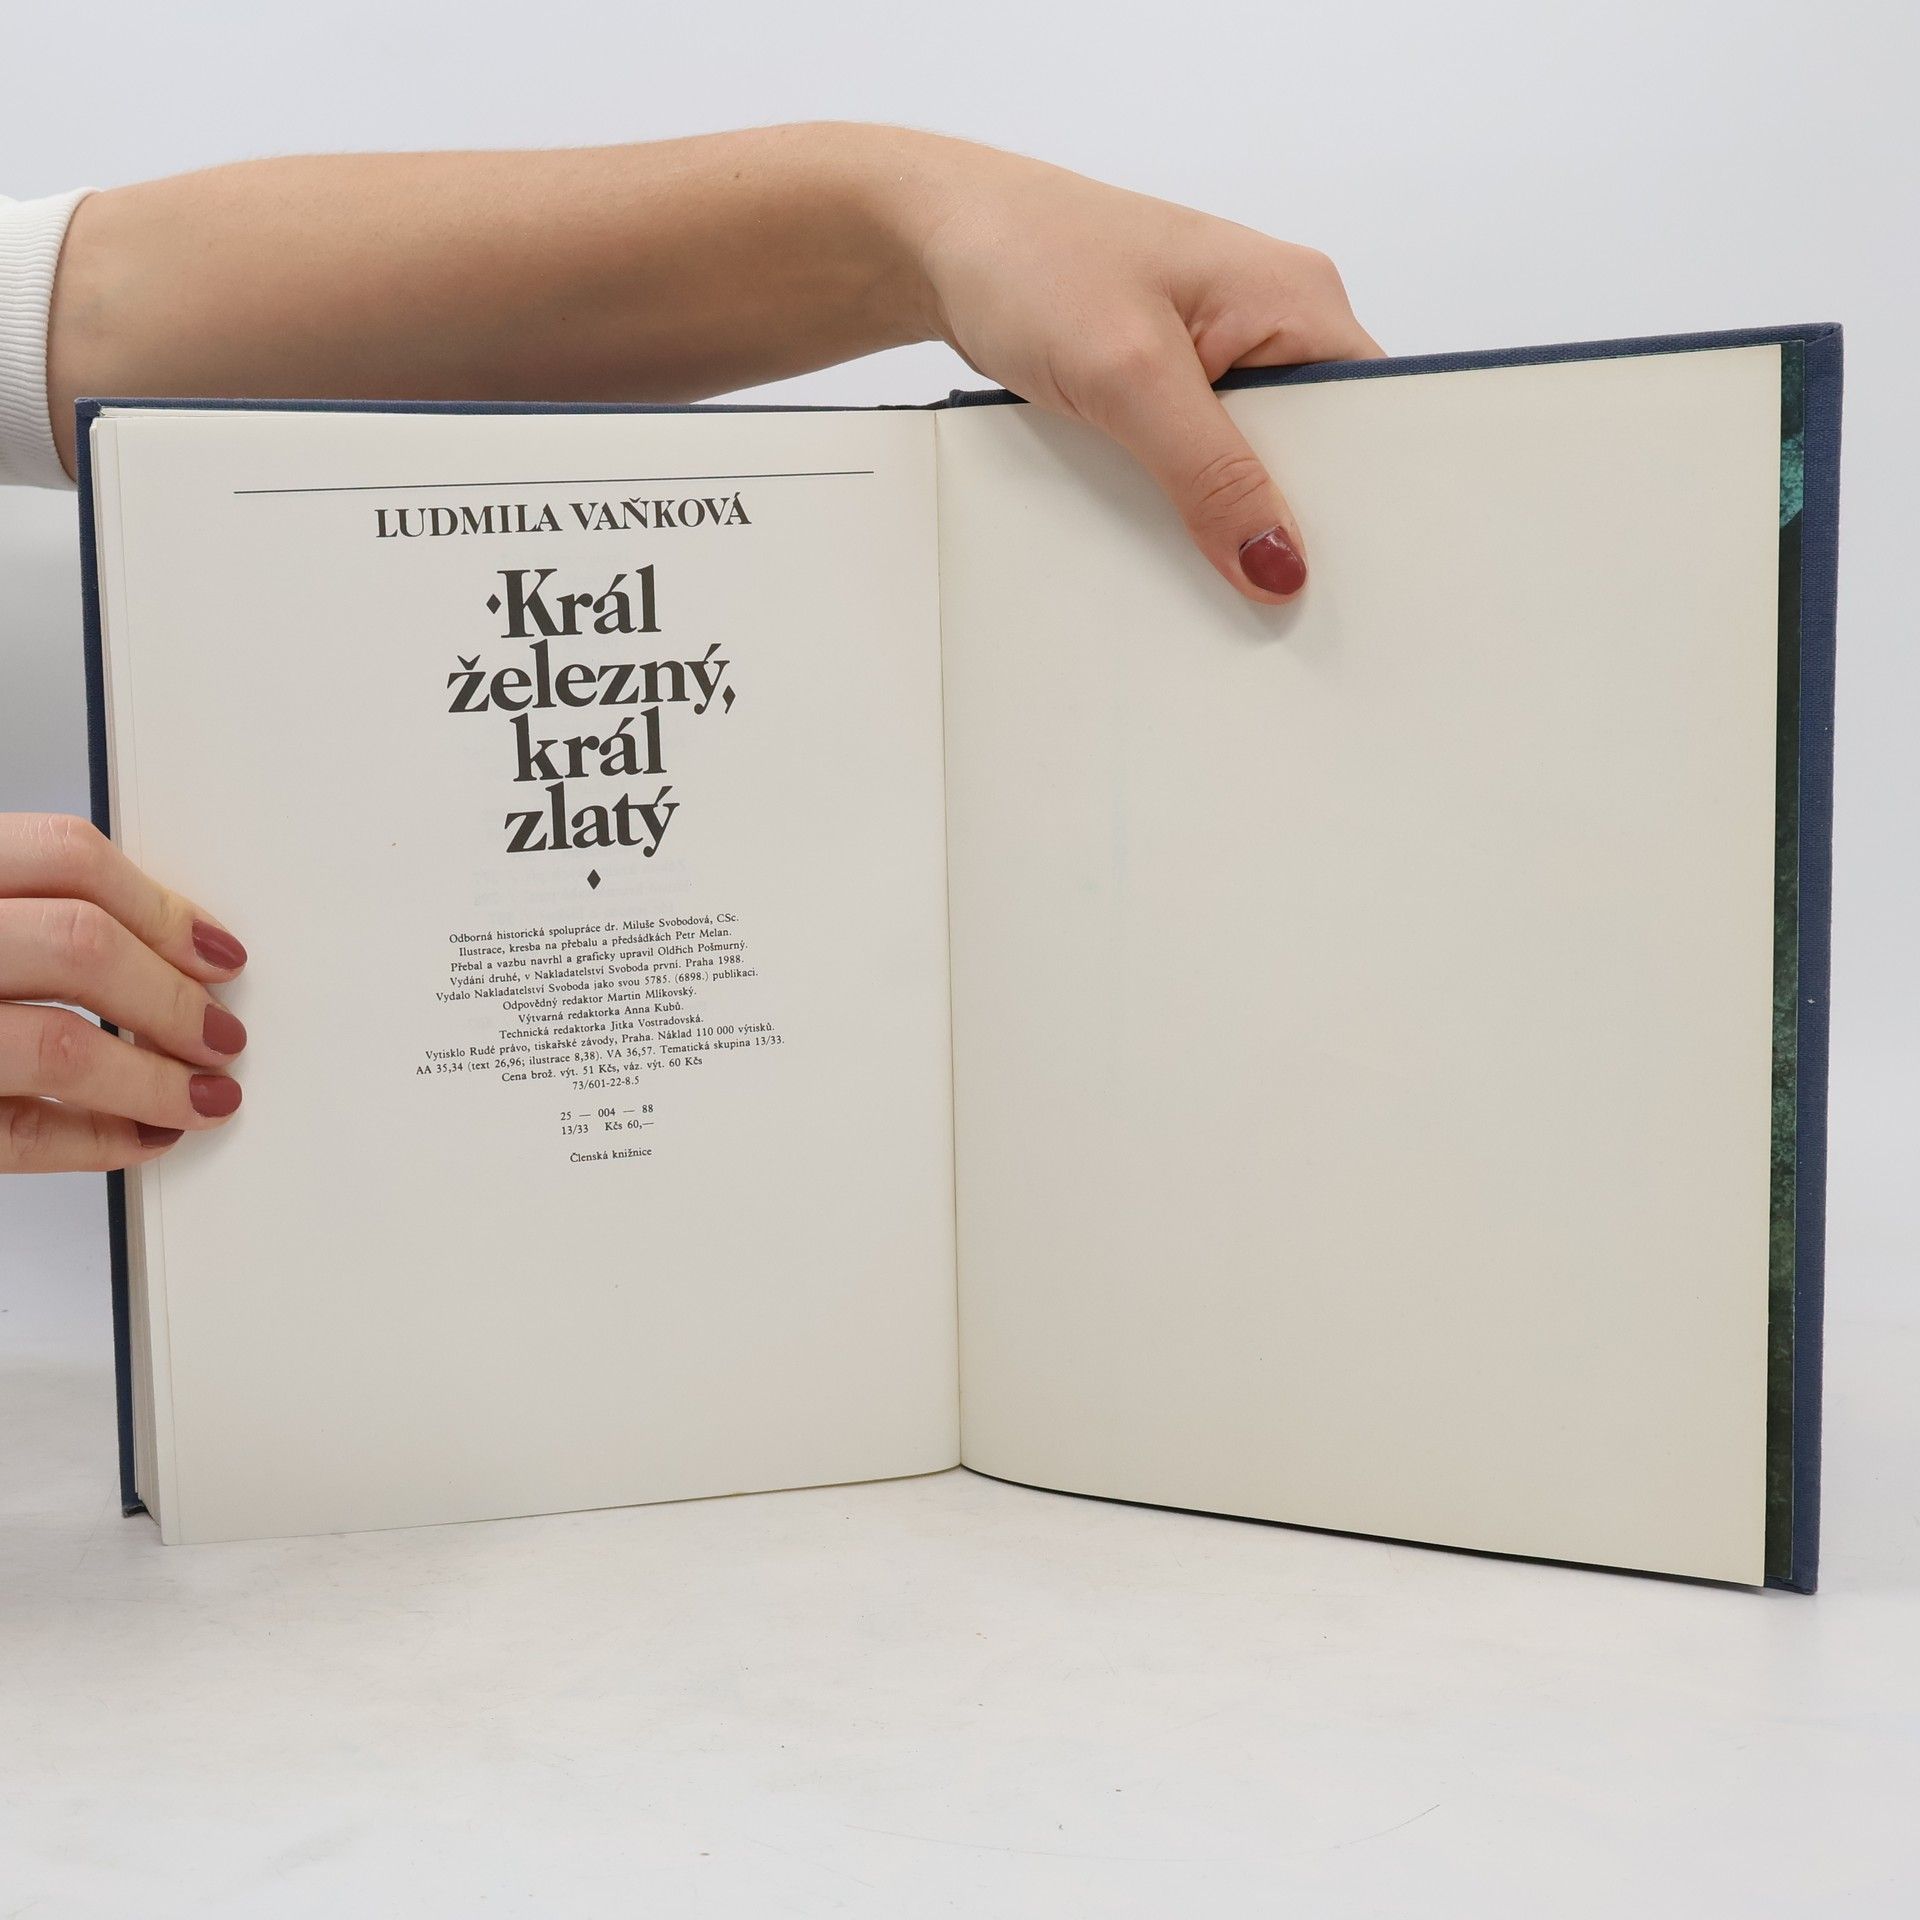 LUDMILA VAŇKOVÁ
Král
železný,
král
zlatý
Odborná historická spolupráce dr. Miluše Svobodová, CSc.
Ilustrace, kresba na přebalu a předsádkách Petr Melan.
Přebal a vazbu navrhl a graficky upravil Oldřich Pošmurný.
Vydání druhé, v Nakladatelství Svoboda první. Praha 1988.
Vydalo Nakladatelství Svoboda jako svou 5785. (6898.) publikaci.
Odpovědný redaktor Martin Mlíkovský.
Výtvarná redaktorka Anna Kubů.
Technická redaktorka Jitka Vostradovská.
Vytisklo Rudé právo, tiskařské závody, Praha. Náklad 110 000 výtisků.
AA 35,34 (text 26,96; ilustrace 8,38). VA 36,57. Tematická skupina 13/33.
Cena brož. výt. 51 Kčs, váz. výt. 60 Kčs
73/601-22-8.5
25 — 004 — 88
13/33 Kčs 60,—
Členská knižnice